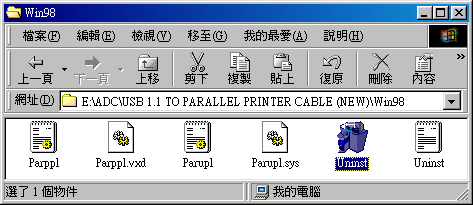 Win98
檔案(F) 編輯(E) 檢視(V) 移至(G) 我的最愛(A) 說明(H)
上一頁 下一頁 上移 剪下 複製 貼上 復原 刪除 內容 »
網址(D) E:\ADC\USB 1.1 TO PARALLEL PRINTER CABLE (NEW)\Win98
Parppl Parppl.vxd Parupl Parupl.sys Uninst Uninst
選了 1 個物件 我的電腦